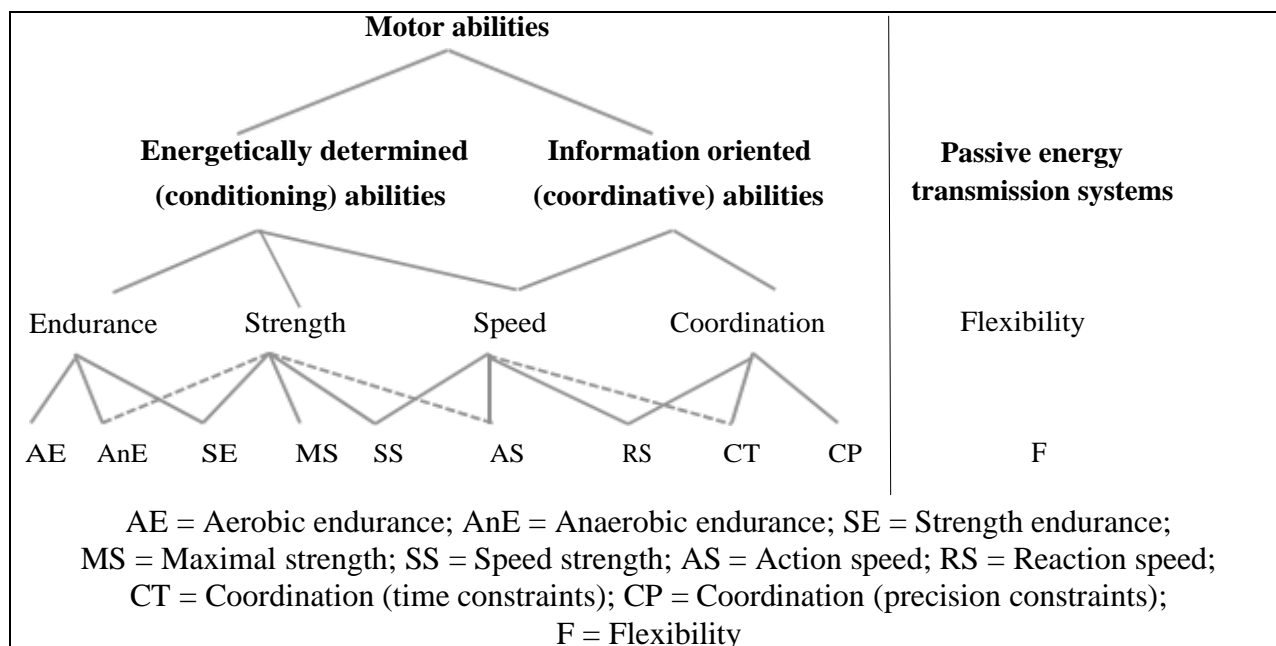 Motor abilities
Energetically determined
(conditioning) abilities
Information oriented
(coordinative) abilities
Passive energy
transmission systems
Endurance Strength Speed Coordination Flexibility
AE AnE SE MS SS AS RS CT CP F
AE = Aerobic endurance; AnE = Anaerobic endurance; SE = Strength endurance;
MS = Maximal strength; SS = Speed strength; AS = Action speed; RS = Reaction speed;
CT = Coordination (time constraints); CP = Coordination (precision constraints);
F = Flexibility